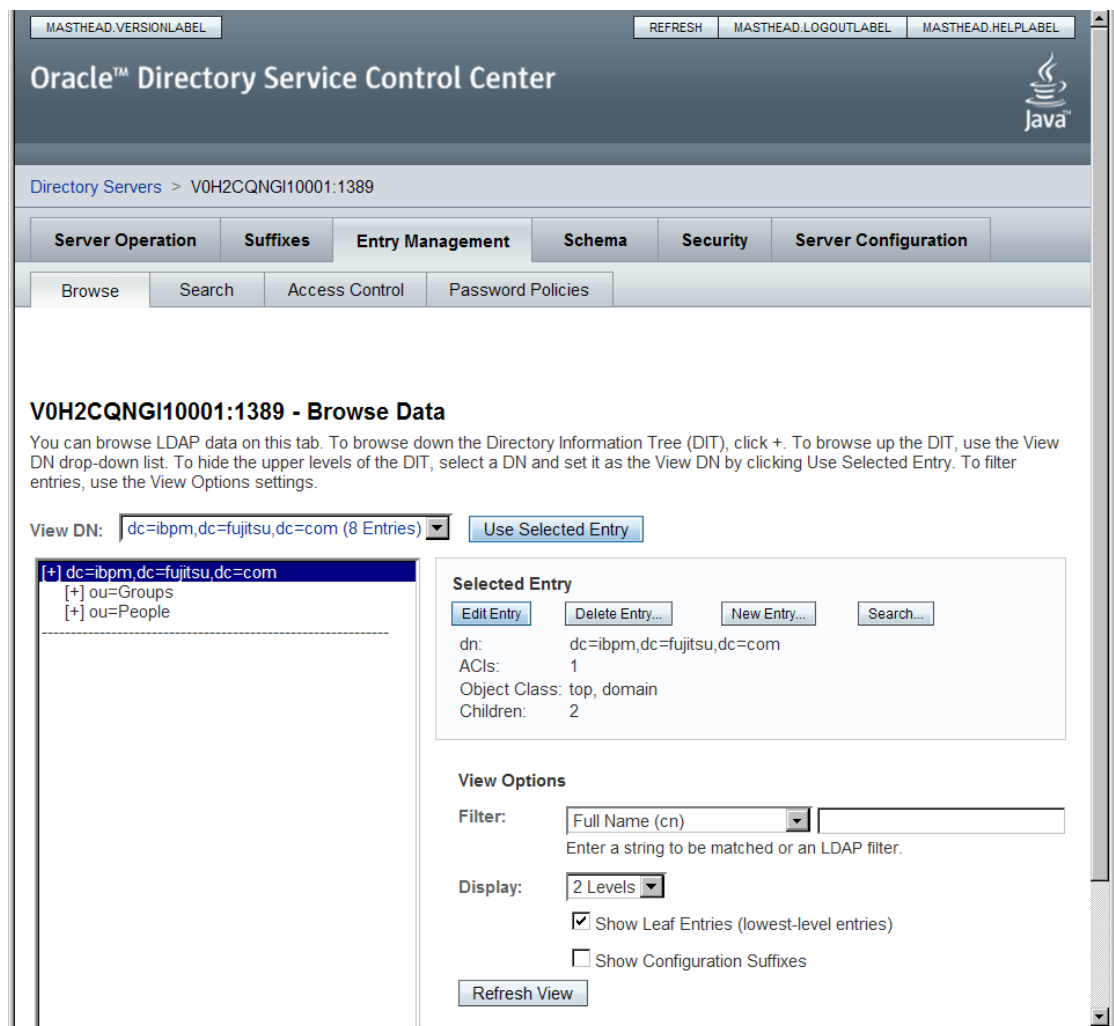 MASTHEAD.VERSIONLABEL
REFRESH MASTHEAD.LOGOUTLABEL MASTHEAD.HELPLABEL
Oracle™ Directory Service Control Center
Java™
Directory Servers > V0H2CQNGI10001:1389
Server Operation Suffixes Entry Management Schema Security Server Configuration
Browse Search Access Control Password Policies
V0H2CQNGI10001:1389 - Browse Data
You can browse LDAP data on this tab. To browse down the Directory Information Tree (DIT), click +. To browse up the DIT, use the View
DN drop-down list. To hide the upper levels of the DIT, select a DN and set it as the View DN by clicking Use Selected Entry. To filter
entries, use the View Options settings.
View DN: dc=ibpm,dc=fujitsu,dc=com (8 Entries) Use Selected Entry
[+] dc=ibpm,dc=fujitsu,dc=com
[+] ou=Groups
[+] ou=People
------------------------------------------------------------
Selected Entry
Edit Entry Delete Entry... New Entry... Search...
dn: dc=ibpm,dc=fujitsu,dc=com
ACIs: 1
Object Class: top, domain
Children: 2
View Options
Filter: Full Name (cn)
Enter a string to be matched or an LDAP filter.
Display: 2 Levels
Show Leaf Entries (lowest-level entries)
Show Configuration Suffixes
Refresh View